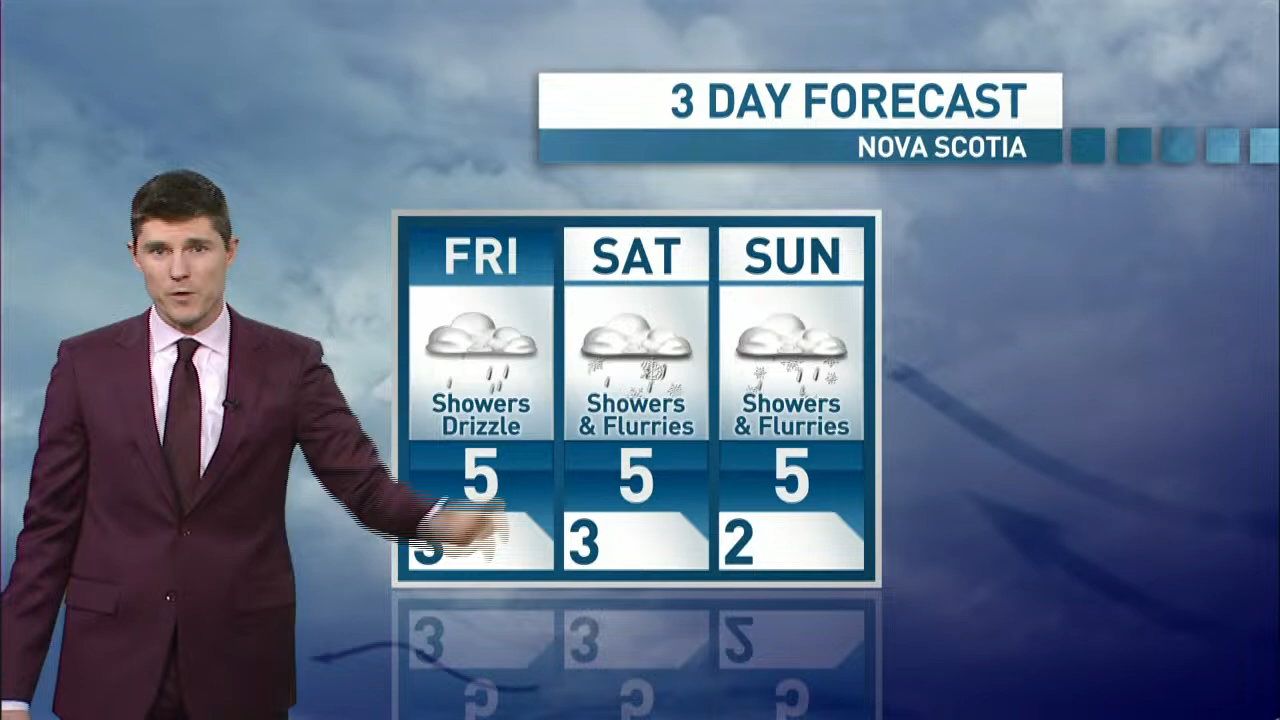 3 DAY FORECAST
NOVA SCOTIA
FRI SAT SUN
Showers Showers Showers
Drizzle & Flurries & Flurries
5 5 5
3 3 2